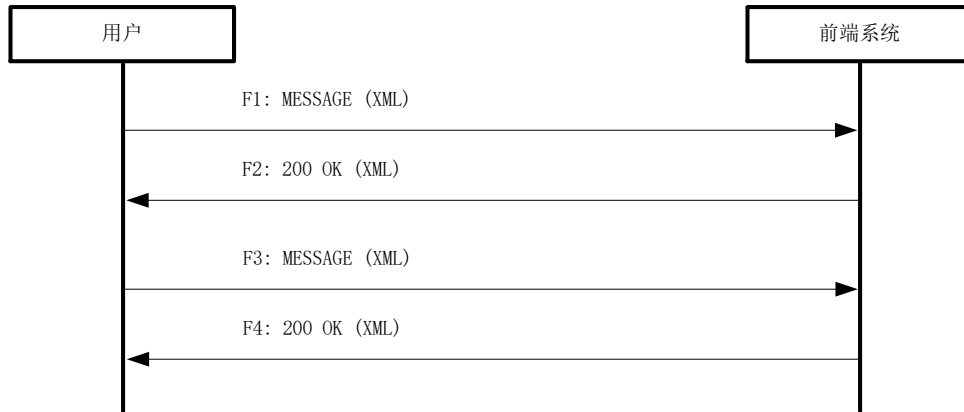 用户
前端系统
F1: MESSAGE (XML)
F2: 200 OK (XML)
F3: MESSAGE (XML)
F4: 200 OK (XML)